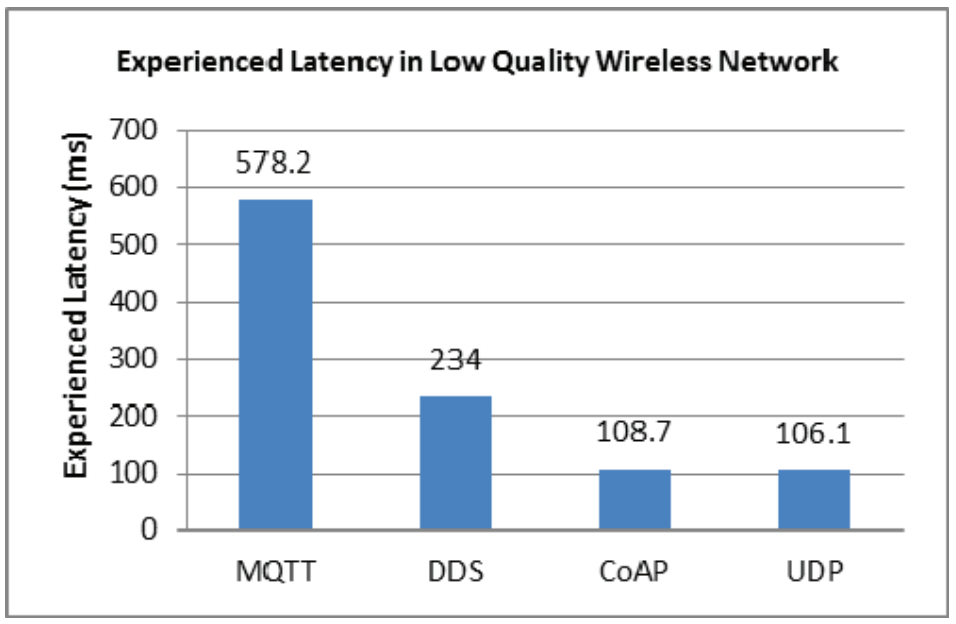 Experienced Latency in Low Quality Wireless Network
Experienced Latency (ms)
700
600
500
400
300
200
100
0
578.2
234
108.7
106.1
MQTT
DDS
CoAP
UDP